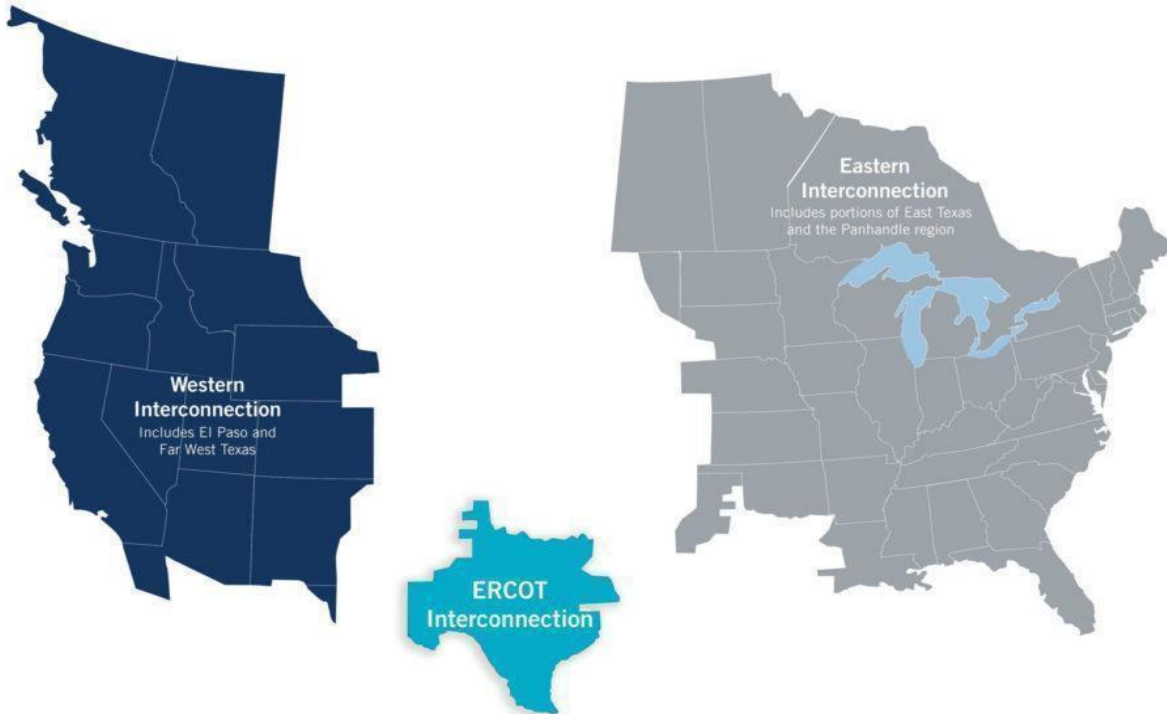 Western
Interconnection
Includes El Paso and
Far West Texas
ERCOT
Interconnection
Eastern
Interconnection
Includes portions of East Texas
and the Panhandle region